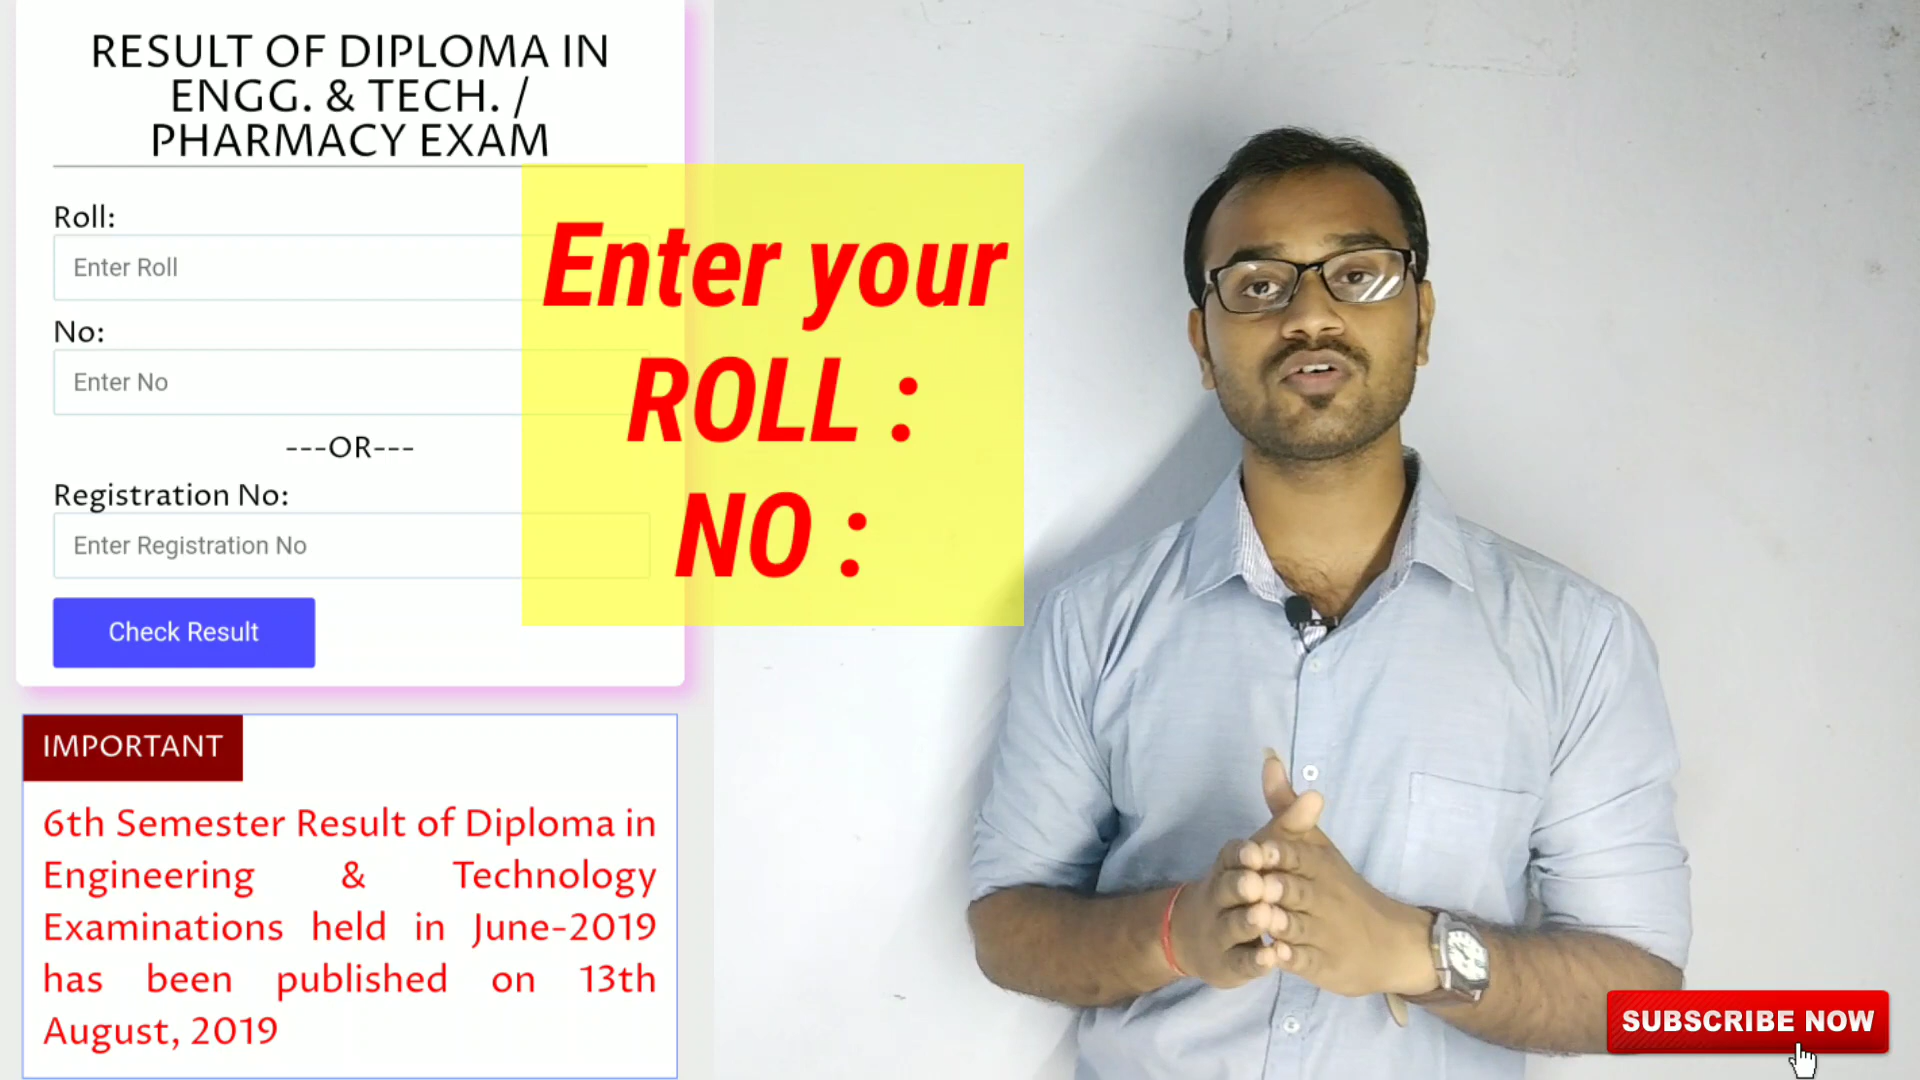 RESULT OF DIPLOMA IN
ENGG. & TECH. /
PHARMACY EXAM
Roll:
Enter Roll
No:
Enter No
---OR---
Registration No:
Enter Registration No
Check Result
Enter your
ROLL :
NO :
IMPORTANT
6th Semester Result of Diploma in
Engineering & Technology
Examinations held in June-2019
has been published on 13th
August, 2019
SUBSCRIBE NOW